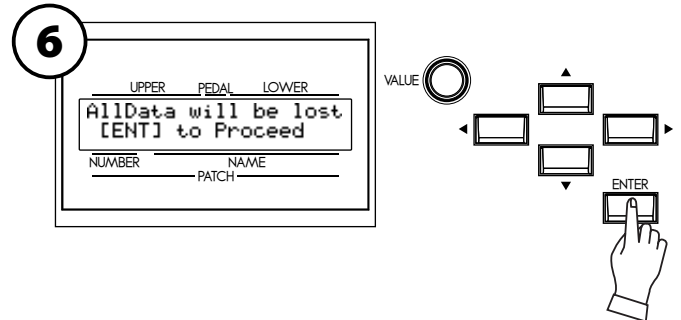 6
UPPER PEDAL LOWER
VALUE
AllData will be lost
[ENT] to Proceed
NUMBER NAME
PATCH
ENTER